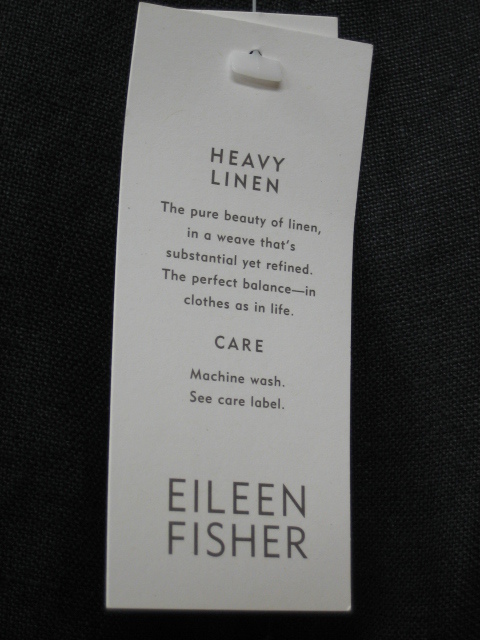 HEAVY
LINEN
The pure beauty of linen,
in a weave that's
substantial yet refined.
The perfect balance—in
clothes as in life.
CARE
Machine wash.
See care label.
EILEEN
FISHER